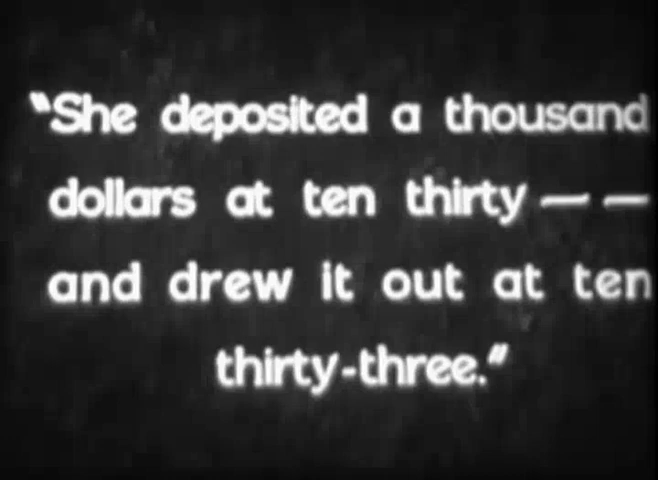 "She deposited a thousand
dollars at ten thirty — —
and drew it out at ten
thirty-three."